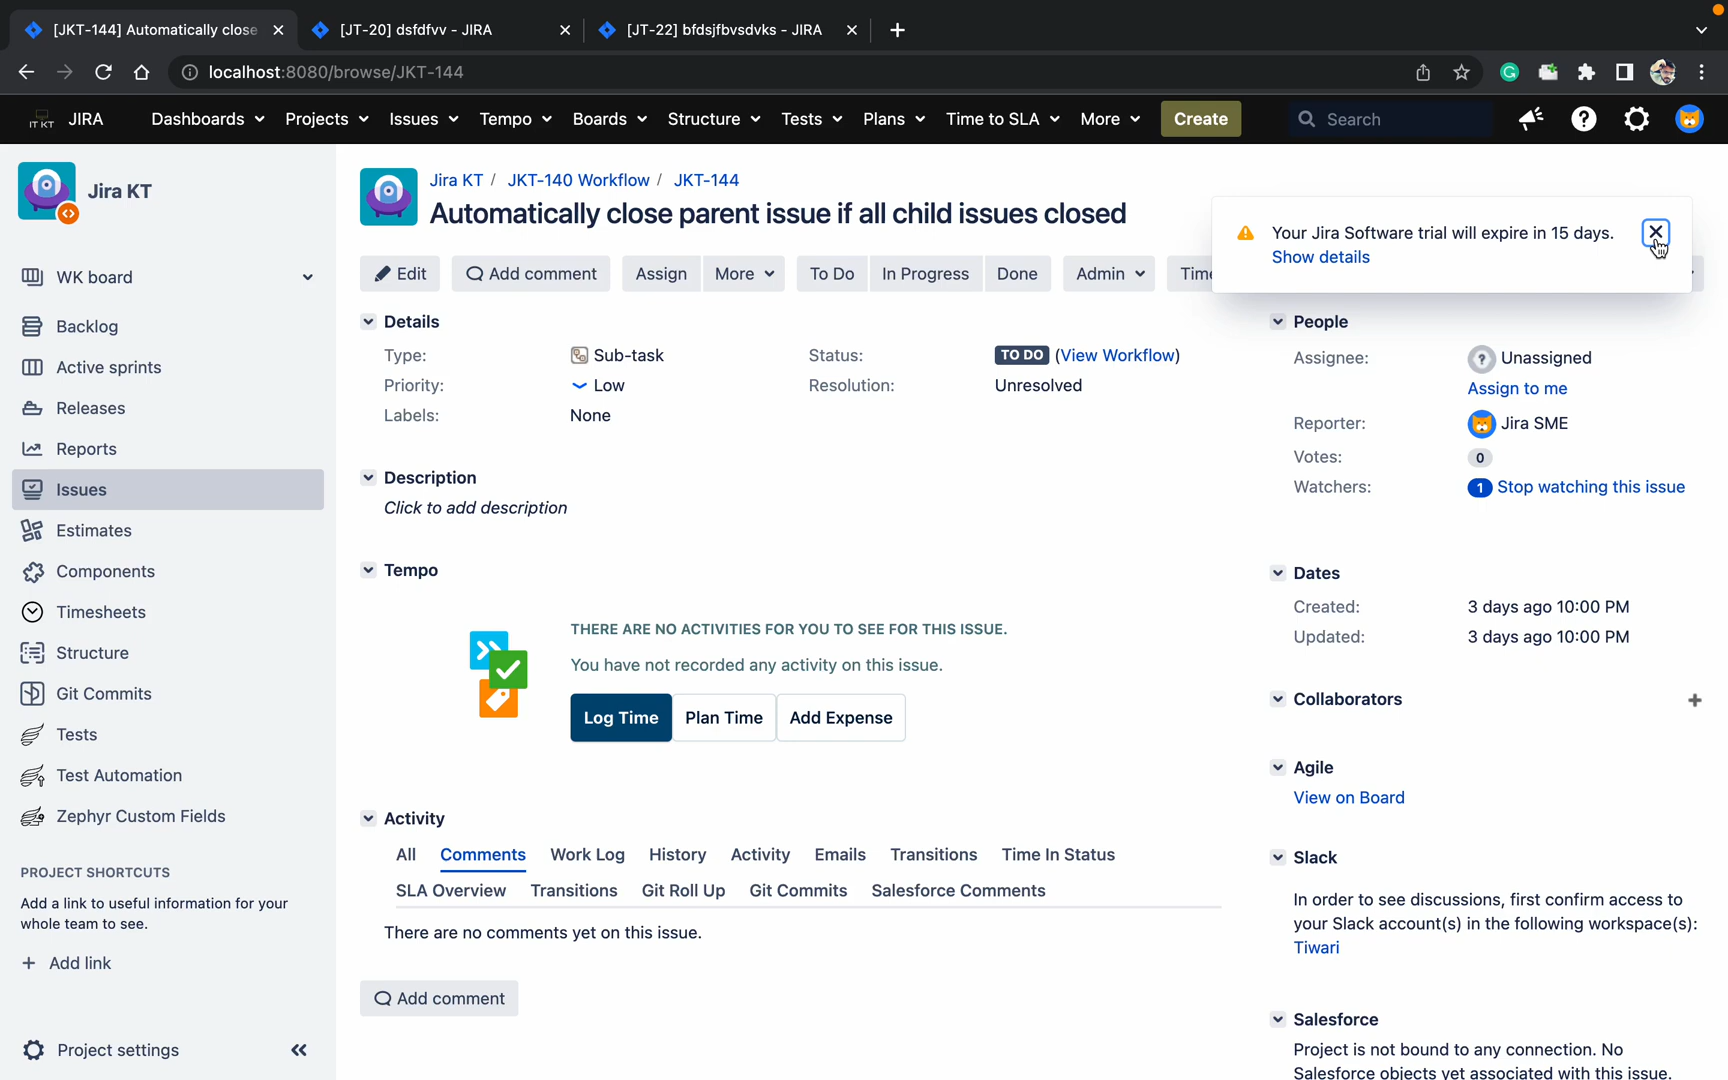 [JKT-144] Automatically close
[JT-20] dsfdfvv - JIRA
[JT-22] bfdsjfbvsdvks - JIRA
localhost:8080/browse/JKT-144
IT KT
JIRA
Dashboards
Projects
Issues
Tempo
Boards
Structure
Tests
Plans
Time to SLA
More
Create
Search
Jira KT
WK board
Backlog
Active sprints
Releases
Reports
Issues
Estimates
Components
Timesheets
Structure
Git Commits
Tests
Test Automation
Zephyr Custom Fields
PROJECT SHORTCUTS
Add a link to useful information for your
whole team to see.
+ Add link
Project settings
Jira KT / JKT-140 Workflow / JKT-144
Automatically close parent issue if all child issues closed
Edit
Add comment
Assign
More
To Do
In Progress
Done
Admin
Your Jira Software trial will expire in 15 days.
Show details
Details
Type: Sub-task
Status: TO DO (View Workflow)
Priority: Low
Resolution: Unresolved
Labels: None
Description
Click to add description
Tempo
THERE ARE NO ACTIVITIES FOR YOU TO SEE FOR THIS ISSUE.
You have not recorded any activity on this issue.
Log Time
Plan Time
Add Expense
Activity
All Comments Work Log History Activity Emails Transitions Time In Status
SLA Overview Transitions Git Roll Up Git Commits Salesforce Comments
There are no comments yet on this issue.
Add comment
People
Assignee: Unassigned
Assign to me
Reporter: Jira SME
Votes: 0
Watchers: 1 Stop watching this issue
Dates
Created: 3 days ago 10:00 PM
Updated: 3 days ago 10:00 PM
Collaborators
Agile
View on Board
Slack
In order to see discussions, first confirm access to
your Slack account(s) in the following workspace(s):
Tiwari
Salesforce
Project is not bound to any connection. No
Salesforce objects yet associated with this issue.